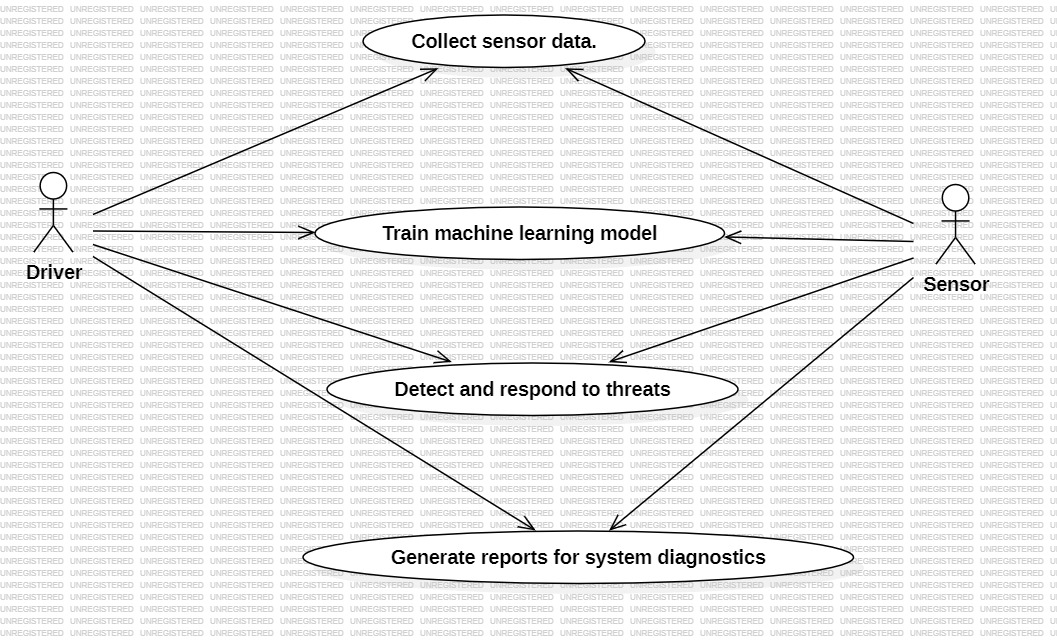 Collect sensor data.
Train machine learning model
Driver
Sensor
Detect and respond to threats
Generate reports for system diagnostics
UNREGISTERED